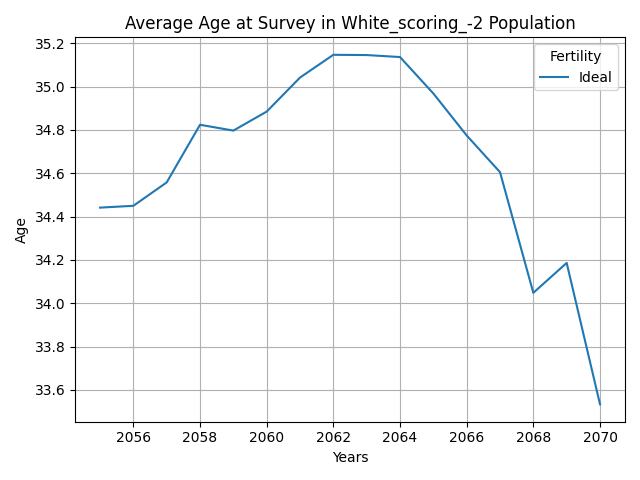 Average Age at Survey in White_scoring_-2 Population
Fertility
Ideal
35.2
35.0
34.8
34.6
34.4
34.2
34.0
33.8
33.6
Age
2056 2058 2060 2062 2064 2066 2068 2070
Years